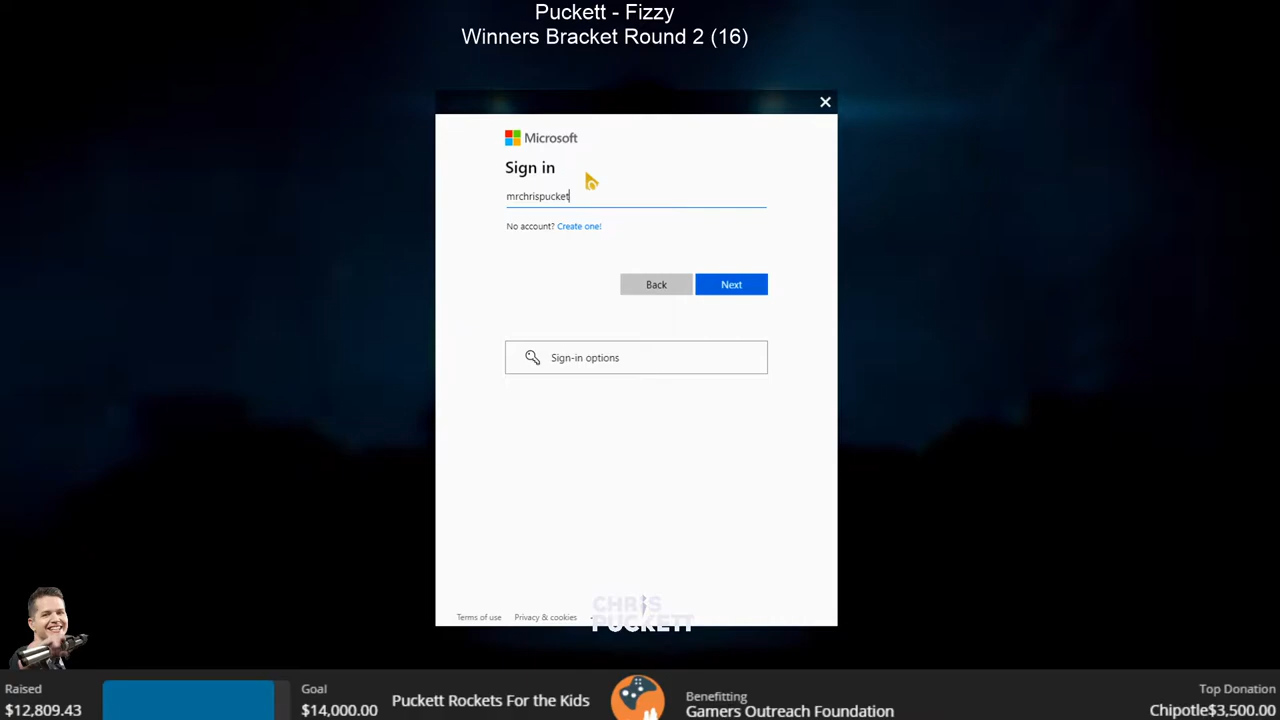 Puckett - Fizzy
Winners Bracket Round 2 (16)
Microsoft
Sign in
mrchrispucket
No account? Create one!
Back Next
Sign-in options
CHRIS
PUCKETT
Terms of use Privacy & cookies
Raised
$12,809.43
Goal
$14,000.00
Puckett Rockets For the Kids
Benefitting
Gamers Outreach Foundation
Top Donation
Chipotle$3,500.00